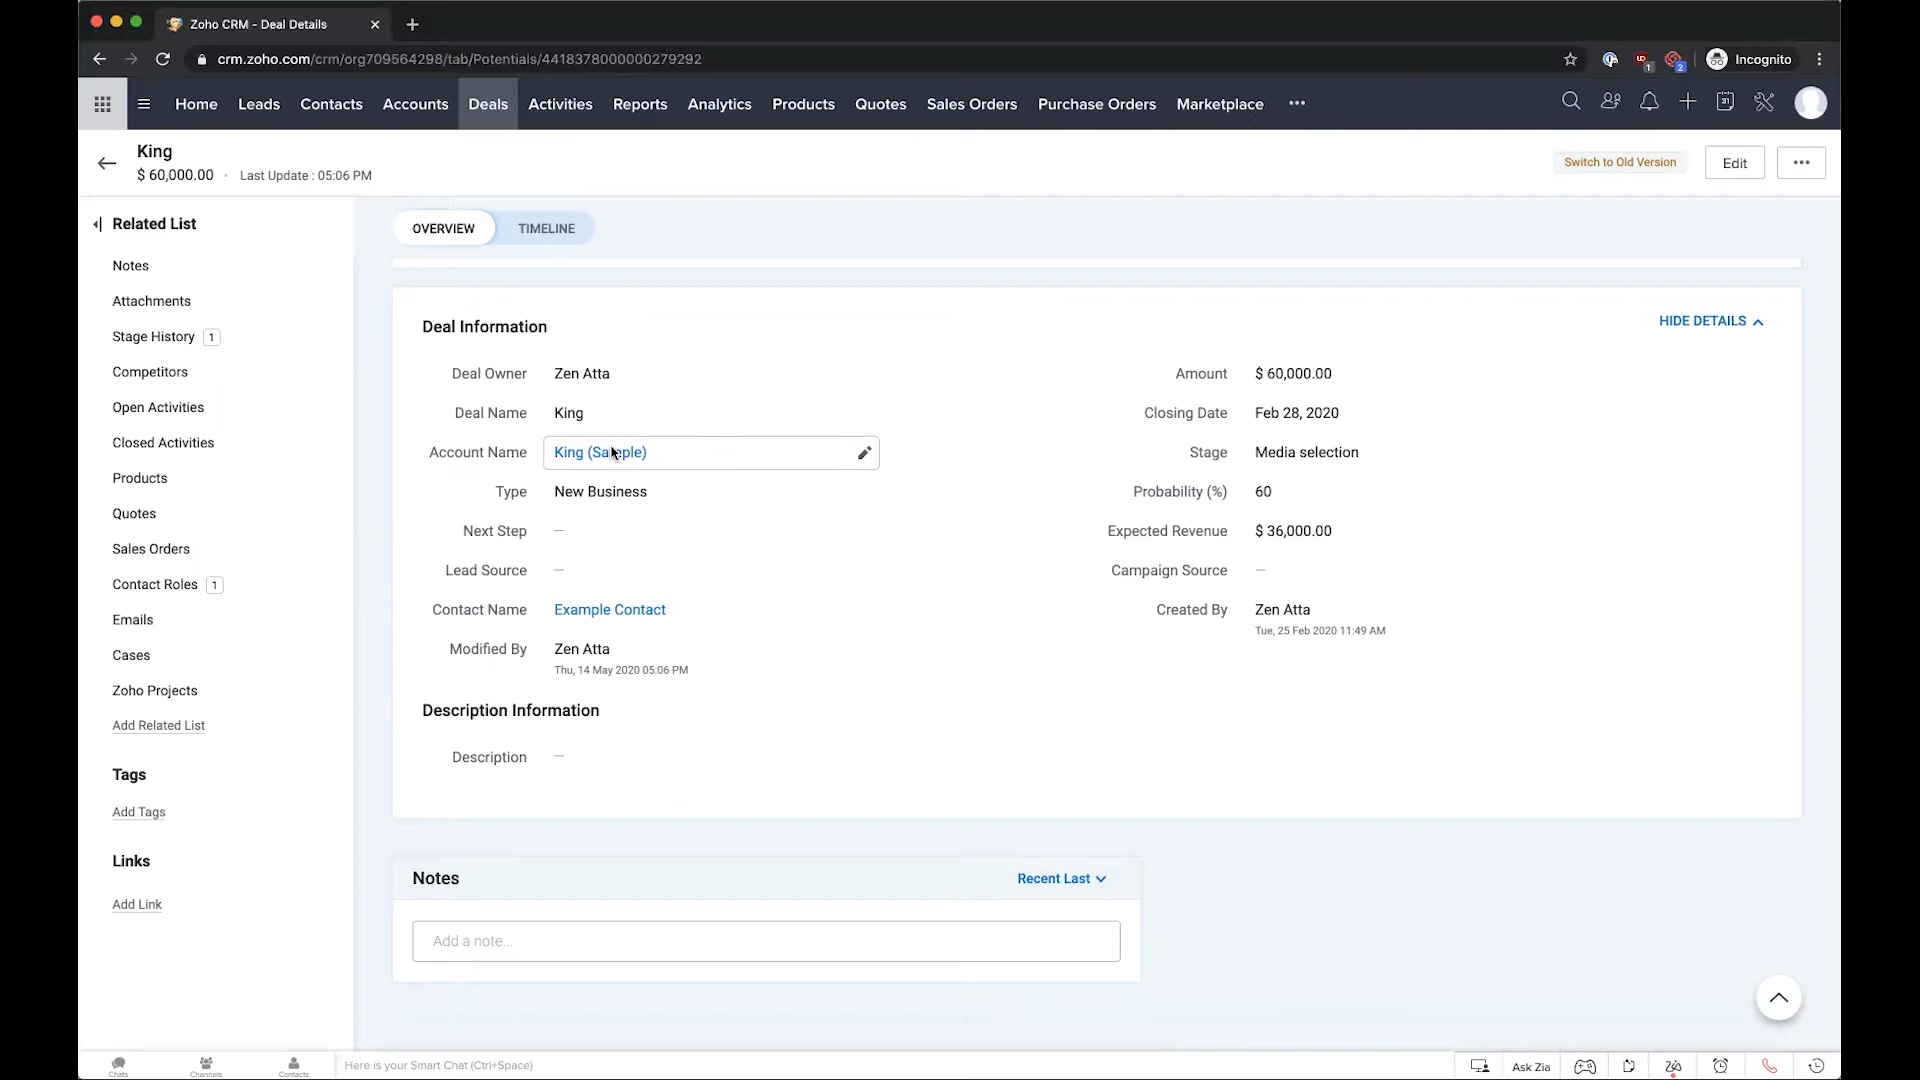 Zoho CRM - Deal Details
crm.zoho.com/crm/org709564298/tab/Potentials/4418378000000279292
1
2
Incognito
Home Leads Contacts Accounts Deals Activities Reports Analytics Products Quotes Sales Orders Purchase Orders Marketplace
31
King
$ 60,000.00 · Last Update : 05:06 PM
Switch to Old Version
Edit
Related List
Notes
Attachments
Stage History 1
Competitors
Open Activities
Closed Activities
Products
Quotes
Sales Orders
Contact Roles 1
Emails
Cases
Zoho Projects
Add Related List
Tags
Add Tags
Links
Add Link
OVERVIEW TIMELINE
Deal Information
HIDE DETAILS
Deal Owner Zen Atta
Deal Name King
Account Name King (Sample)
Type New Business
Next Step —
Lead Source —
Contact Name Example Contact
Modified By Zen Atta
Thu, 14 May 2020 05:06 PM
Amount $ 60,000.00
Closing Date Feb 28, 2020
Stage Media selection
Probability (%) 60
Expected Revenue $ 36,000.00
Campaign Source —
Created By Zen Atta
Tue, 25 Feb 2020 11:49 AM
Description Information
Description —
Notes
Recent Last
Add a note...
Chats
Channels
Contacts
Here is your Smart Chat (Ctrl+Space)
Ask Zia